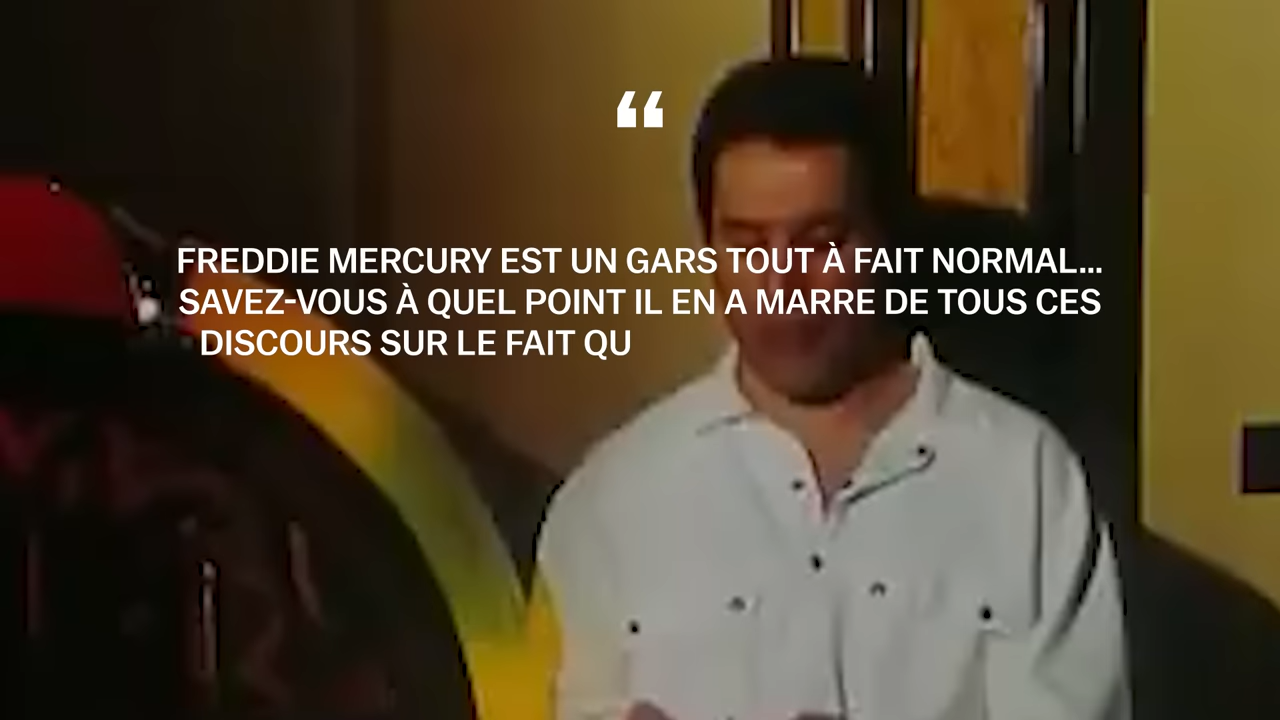 “
FREDDIE MERCURY EST UN GARS TOUT À FAIT NORMAL...
SAVEZ-VOUS À QUEL POINT IL EN A MARRE DE TOUS CES
DISCOURS SUR LE FAIT QU